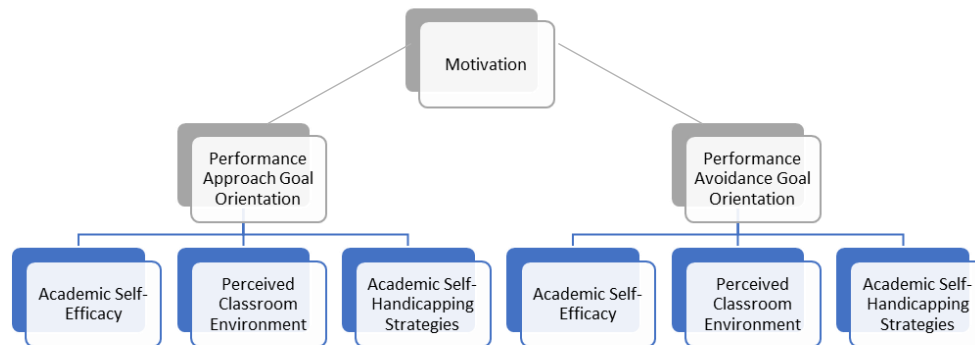 Motivation
Performance
Approach Goal
Orientation
Performance
Avoidance Goal
Orientation
Academic Self-
Efficacy
Perceived
Classroom
Environment
Academic Self-
Handicapping
Strategies
Academic Self-
Efficacy
Perceived
Classroom
Environment
Academic Self-
Handicapping
Strategies